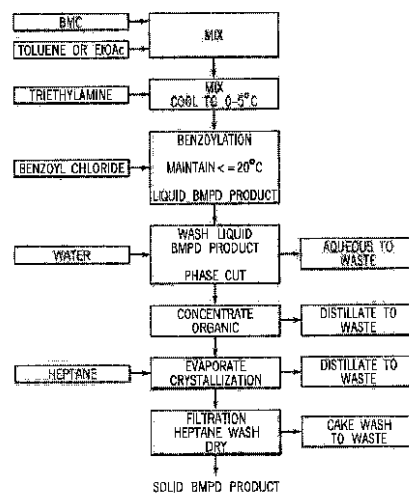 BMC
MIX
TOLUENE OR EtOAc
TRIETHYLAMINE
MIX
COOL TO 0-5°C
BENZOYLATION
BENZOYL CHLORIDE
MAINTAIN <= 20°C
LIQUID BMPD PRODUCT
WASH LIQUID
BMPD PRODUCT
WATER
PHASE CUT
AQUEOUS TO
WASTE
CONCENTRATE
ORGANIC
DISTILLATE TO
WASTE
HEPTANE
EVAPORATE
CRYSTALLIZATION
DISTILLATE TO
WASTE
FILTRATION
HEPTANE WASH
DRY
CAKE WASH
TO WASTE
SOLID BMPD PRODUCT